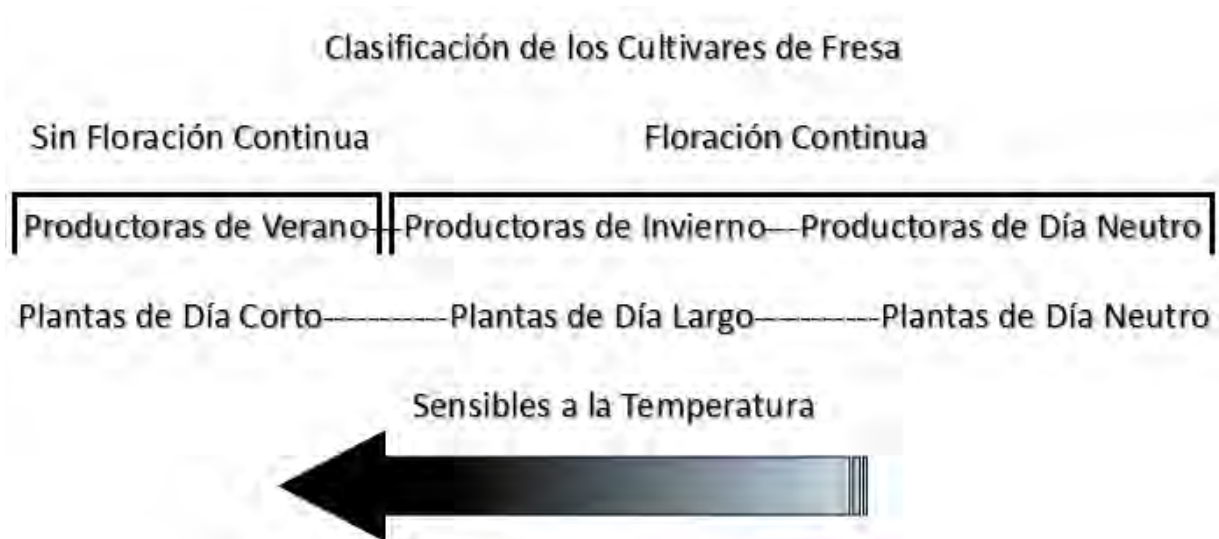 Clasificación de los Cultivares de Fresa
Sin Floración Continua Floración Continua
Productoras de Verano---Productoras de Invierno---Productoras de Día Neutro
Plantas de Día Corto-----------Plantas de Día Largo-----------Plantas de Día Neutro
Sensibles a la Temperatura